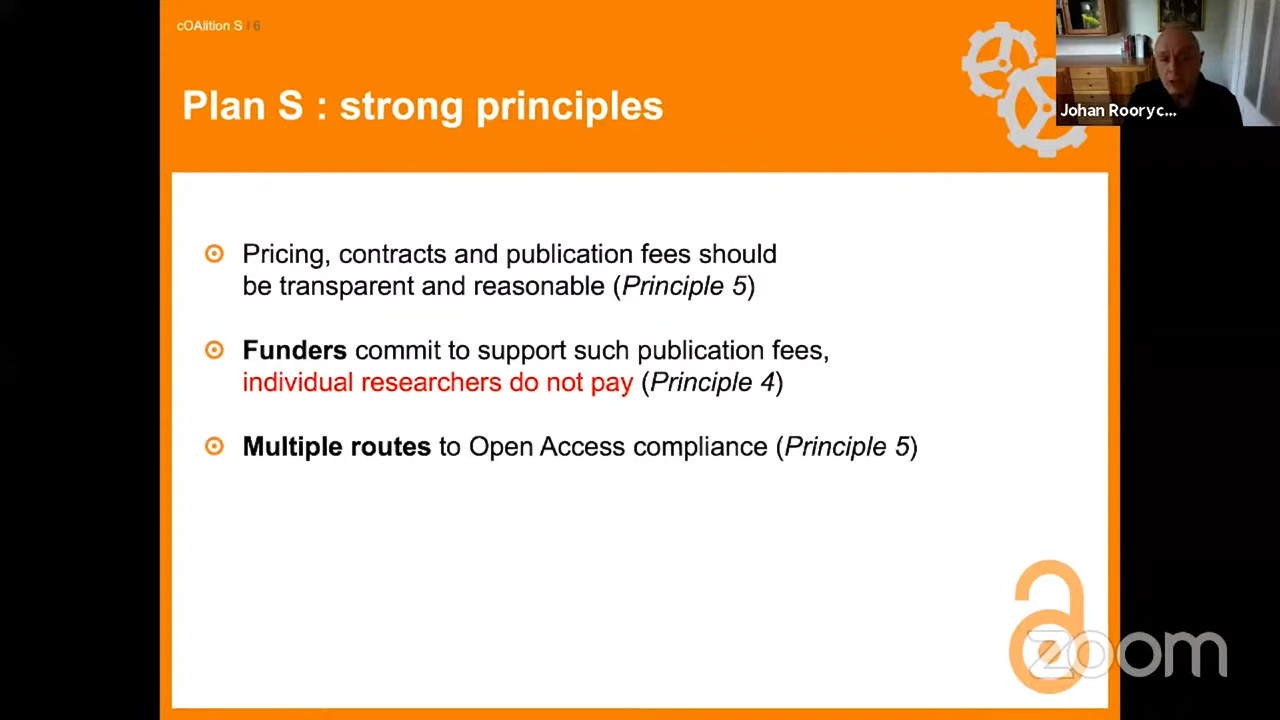 cOAlition S | 6
Plan S : strong principles
Johan Rooryc...
Pricing, contracts and publication fees should
be transparent and reasonable (Principle 5)
Funders commit to support such publication fees,
individual researchers do not pay (Principle 4)
Multiple routes to Open Access compliance (Principle 5)
zoom